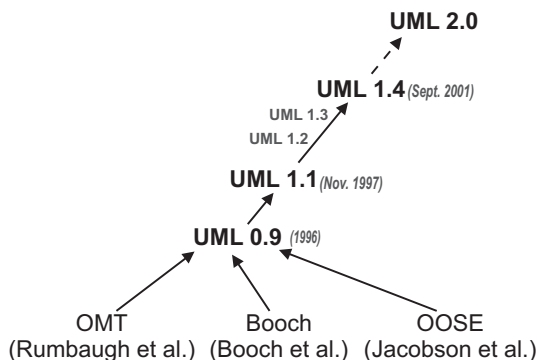 UML 2.0
UML 1.4 (Sept. 2001)
UML 1.3
UML 1.2
UML 1.1 (Nov. 1997)
UML 0.9 (1996)
OMT Booch OOSE
(Rumbaugh et al.) (Booch et al.) (Jacobson et al.)